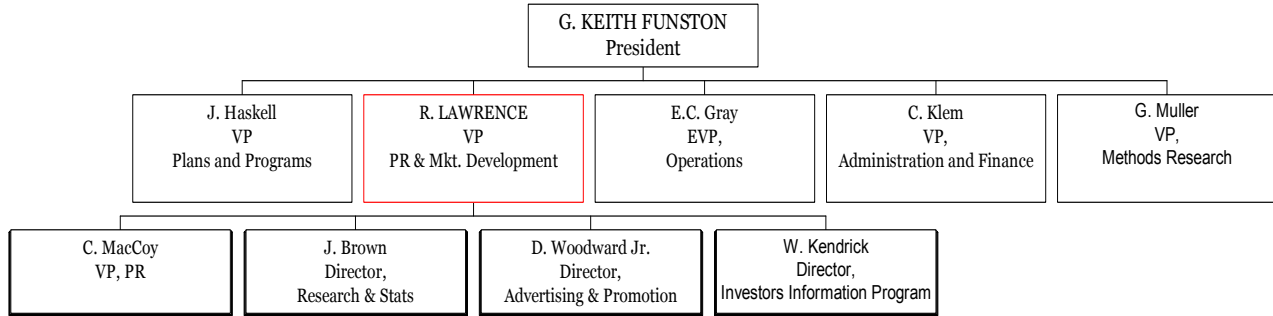 G. KEITH FUNSTON
President
J. Haskell
VP
Plans and Programs
R. LAWRENCE
VP
PR & Mkt. Development
E.C. Gray
EVP,
Operations
C. Klem
VP,
Administration and Finance
G. Muller
VP,
Methods Research
C. MacCoy
VP, PR
J. Brown
Director,
Research & Stats
D. Woodward Jr.
Director,
Advertising & Promotion
W. Kendrick
Director,
Investors Information Program